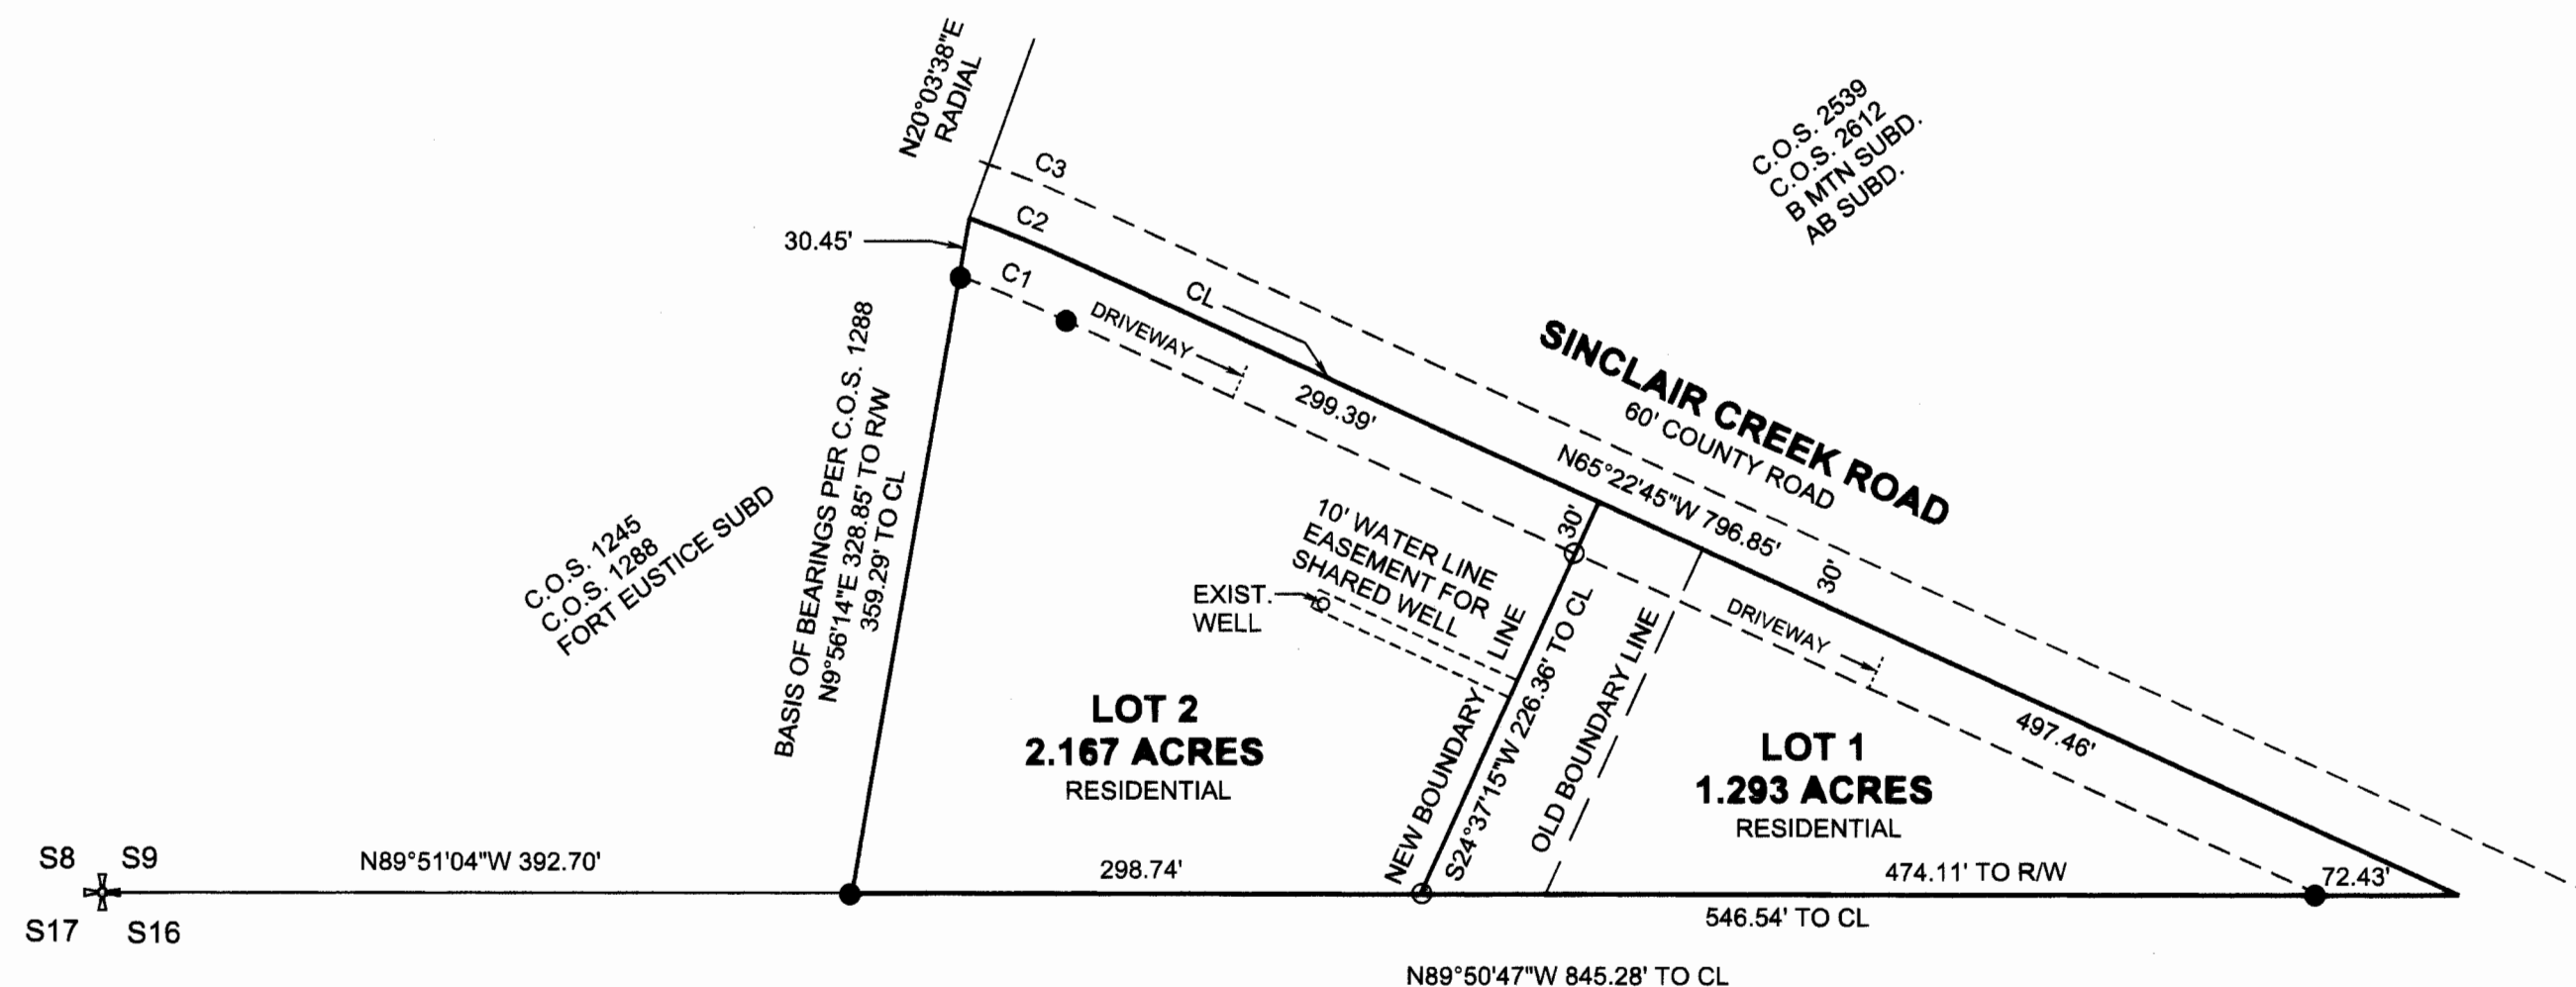 N20°03'38"E
RADIAL
C3
C2
30.45'
C1
CL
DRIVEWAY
299.39'
C.O.S. 2539
C.O.S. 2612
B MTN SUBD.
AB SUBD.
SINCLAIR CREEK ROAD
60' COUNTY ROAD
N65°22'45"W 796.85'
30'
30'
BASIS OF BEARINGS PER C.O.S. 1288
N9°56'14"E 328.85' TO R/W
359.29' TO CL
C.O.S. 1245
C.O.S. 1288
FORT EUSTICE SUBD
10' WATER LINE
EASEMENT FOR
SHARED WELL
EXIST.
WELL
NEW BOUNDARY LINE
S24°37'15"W 226.36' TO CL
OLD BOUNDARY LINE
DRIVEWAY
497.46'
LOT 2
2.167 ACRES
RESIDENTIAL
LOT 1
1.293 ACRES
RESIDENTIAL
S8 S9
N89°51'04"W 392.70'
298.74'
474.11' TO R/W
72.43'
S17 S16
546.54' TO CL
N89°50'47"W 845.28' TO CL